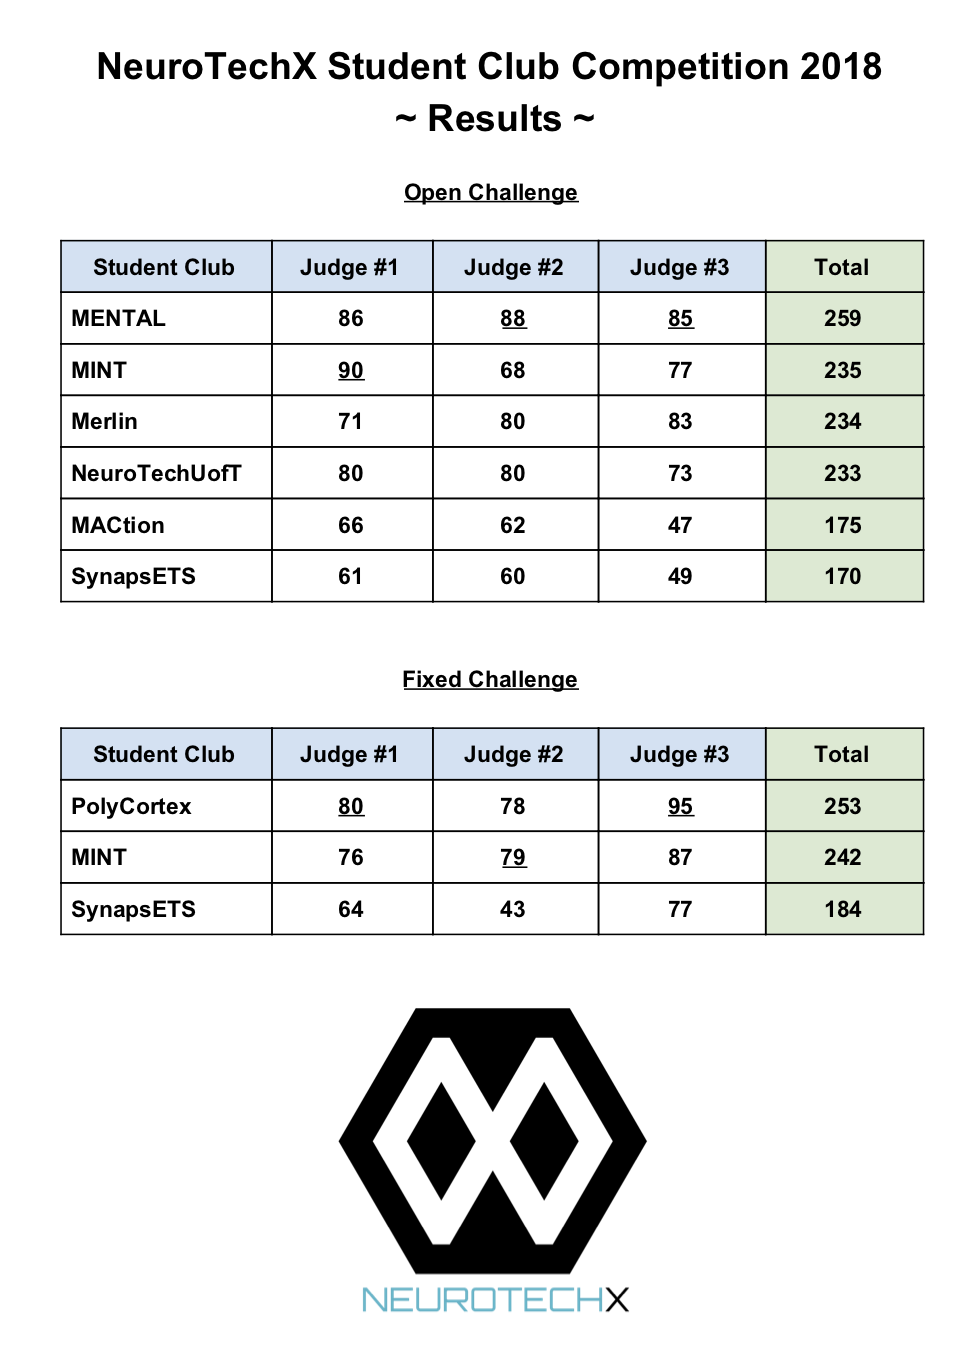 NeuroTechX Student Club Competition 2018
~ Results ~
Open Challenge
Student Club Judge #1 Judge #2 Judge #3 Total
MENTAL 86 88 85 259
MINT 90 68 77 235
Merlin 71 80 83 234
NeuroTechUofT 80 80 73 233
MACtion 66 62 47 175
SynapsETS 61 60 49 170
Fixed Challenge
Student Club Judge #1 Judge #2 Judge #3 Total
PolyCortex 80 78 95 253
MINT 76 79 87 242
SynapsETS 64 43 77 184
NEUROTECHX